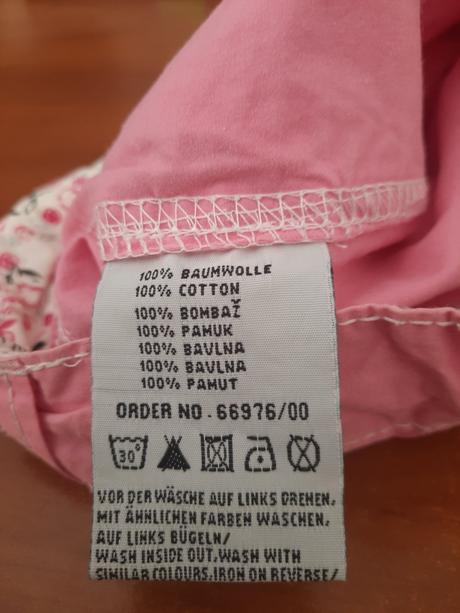 100% BAUMWOLLE
100% COTTON
100% BOMBAŽ
100% PAMUK
100% BAVLNA
100% BAVLNA
100% PAMUT
ORDER NO. 66976/00
30°
VOR DER WÄSCHE AUF LINKS DREHEN,
MIT ÄHNLICHEN FARBEN WASCHEN,
AUF LINKS BÜGELN/
WASH INSIDE OUT, WASH WITH
SIMILAR COLOURS, IRON ON REVERSE/